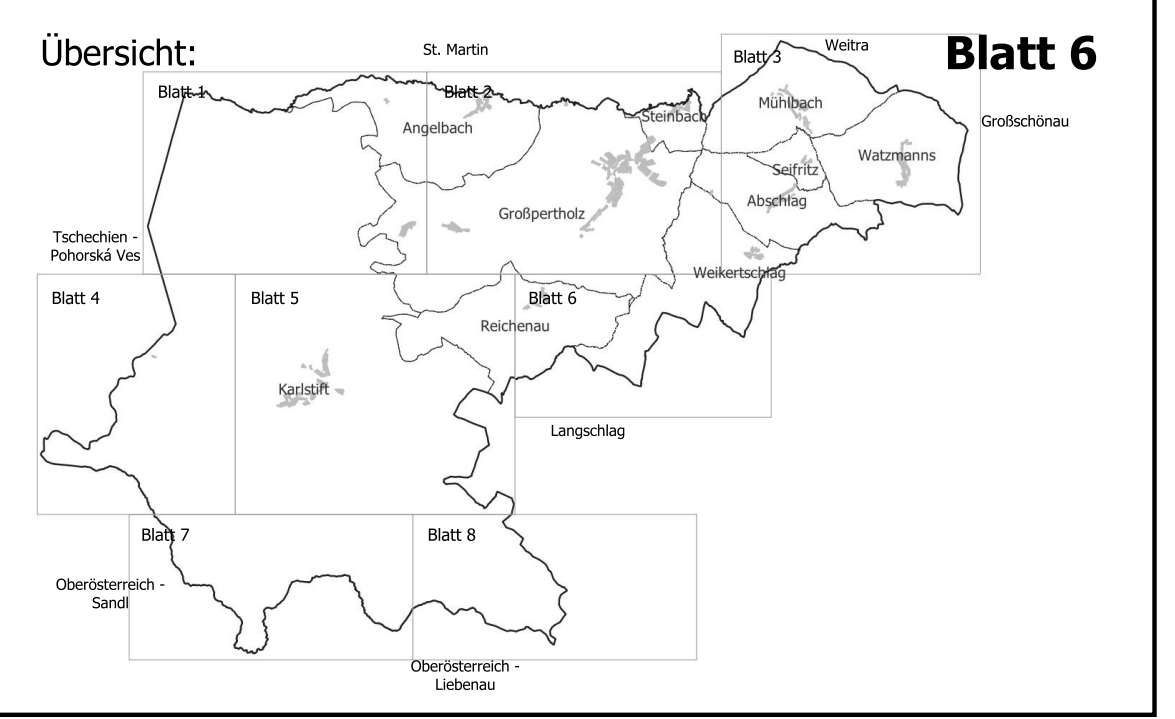 Übersicht:
Blatt 6
St. Martin
Weitra
Blatt 3
Blatt 1
Blatt 2
Mühlbach
Steinbach
Großschönau
Angelbach
Watzmanns
Seifritz
Abschlag
Großpertholz
Tschechien -
Pohorská Ves
Weikertschlag
Blatt 4
Blatt 5
Blatt 6
Reichenau
Karlstift
Langschlag
Blatt 7
Blatt 8
Oberösterreich -
Sandl
Oberösterreich -
Liebenau